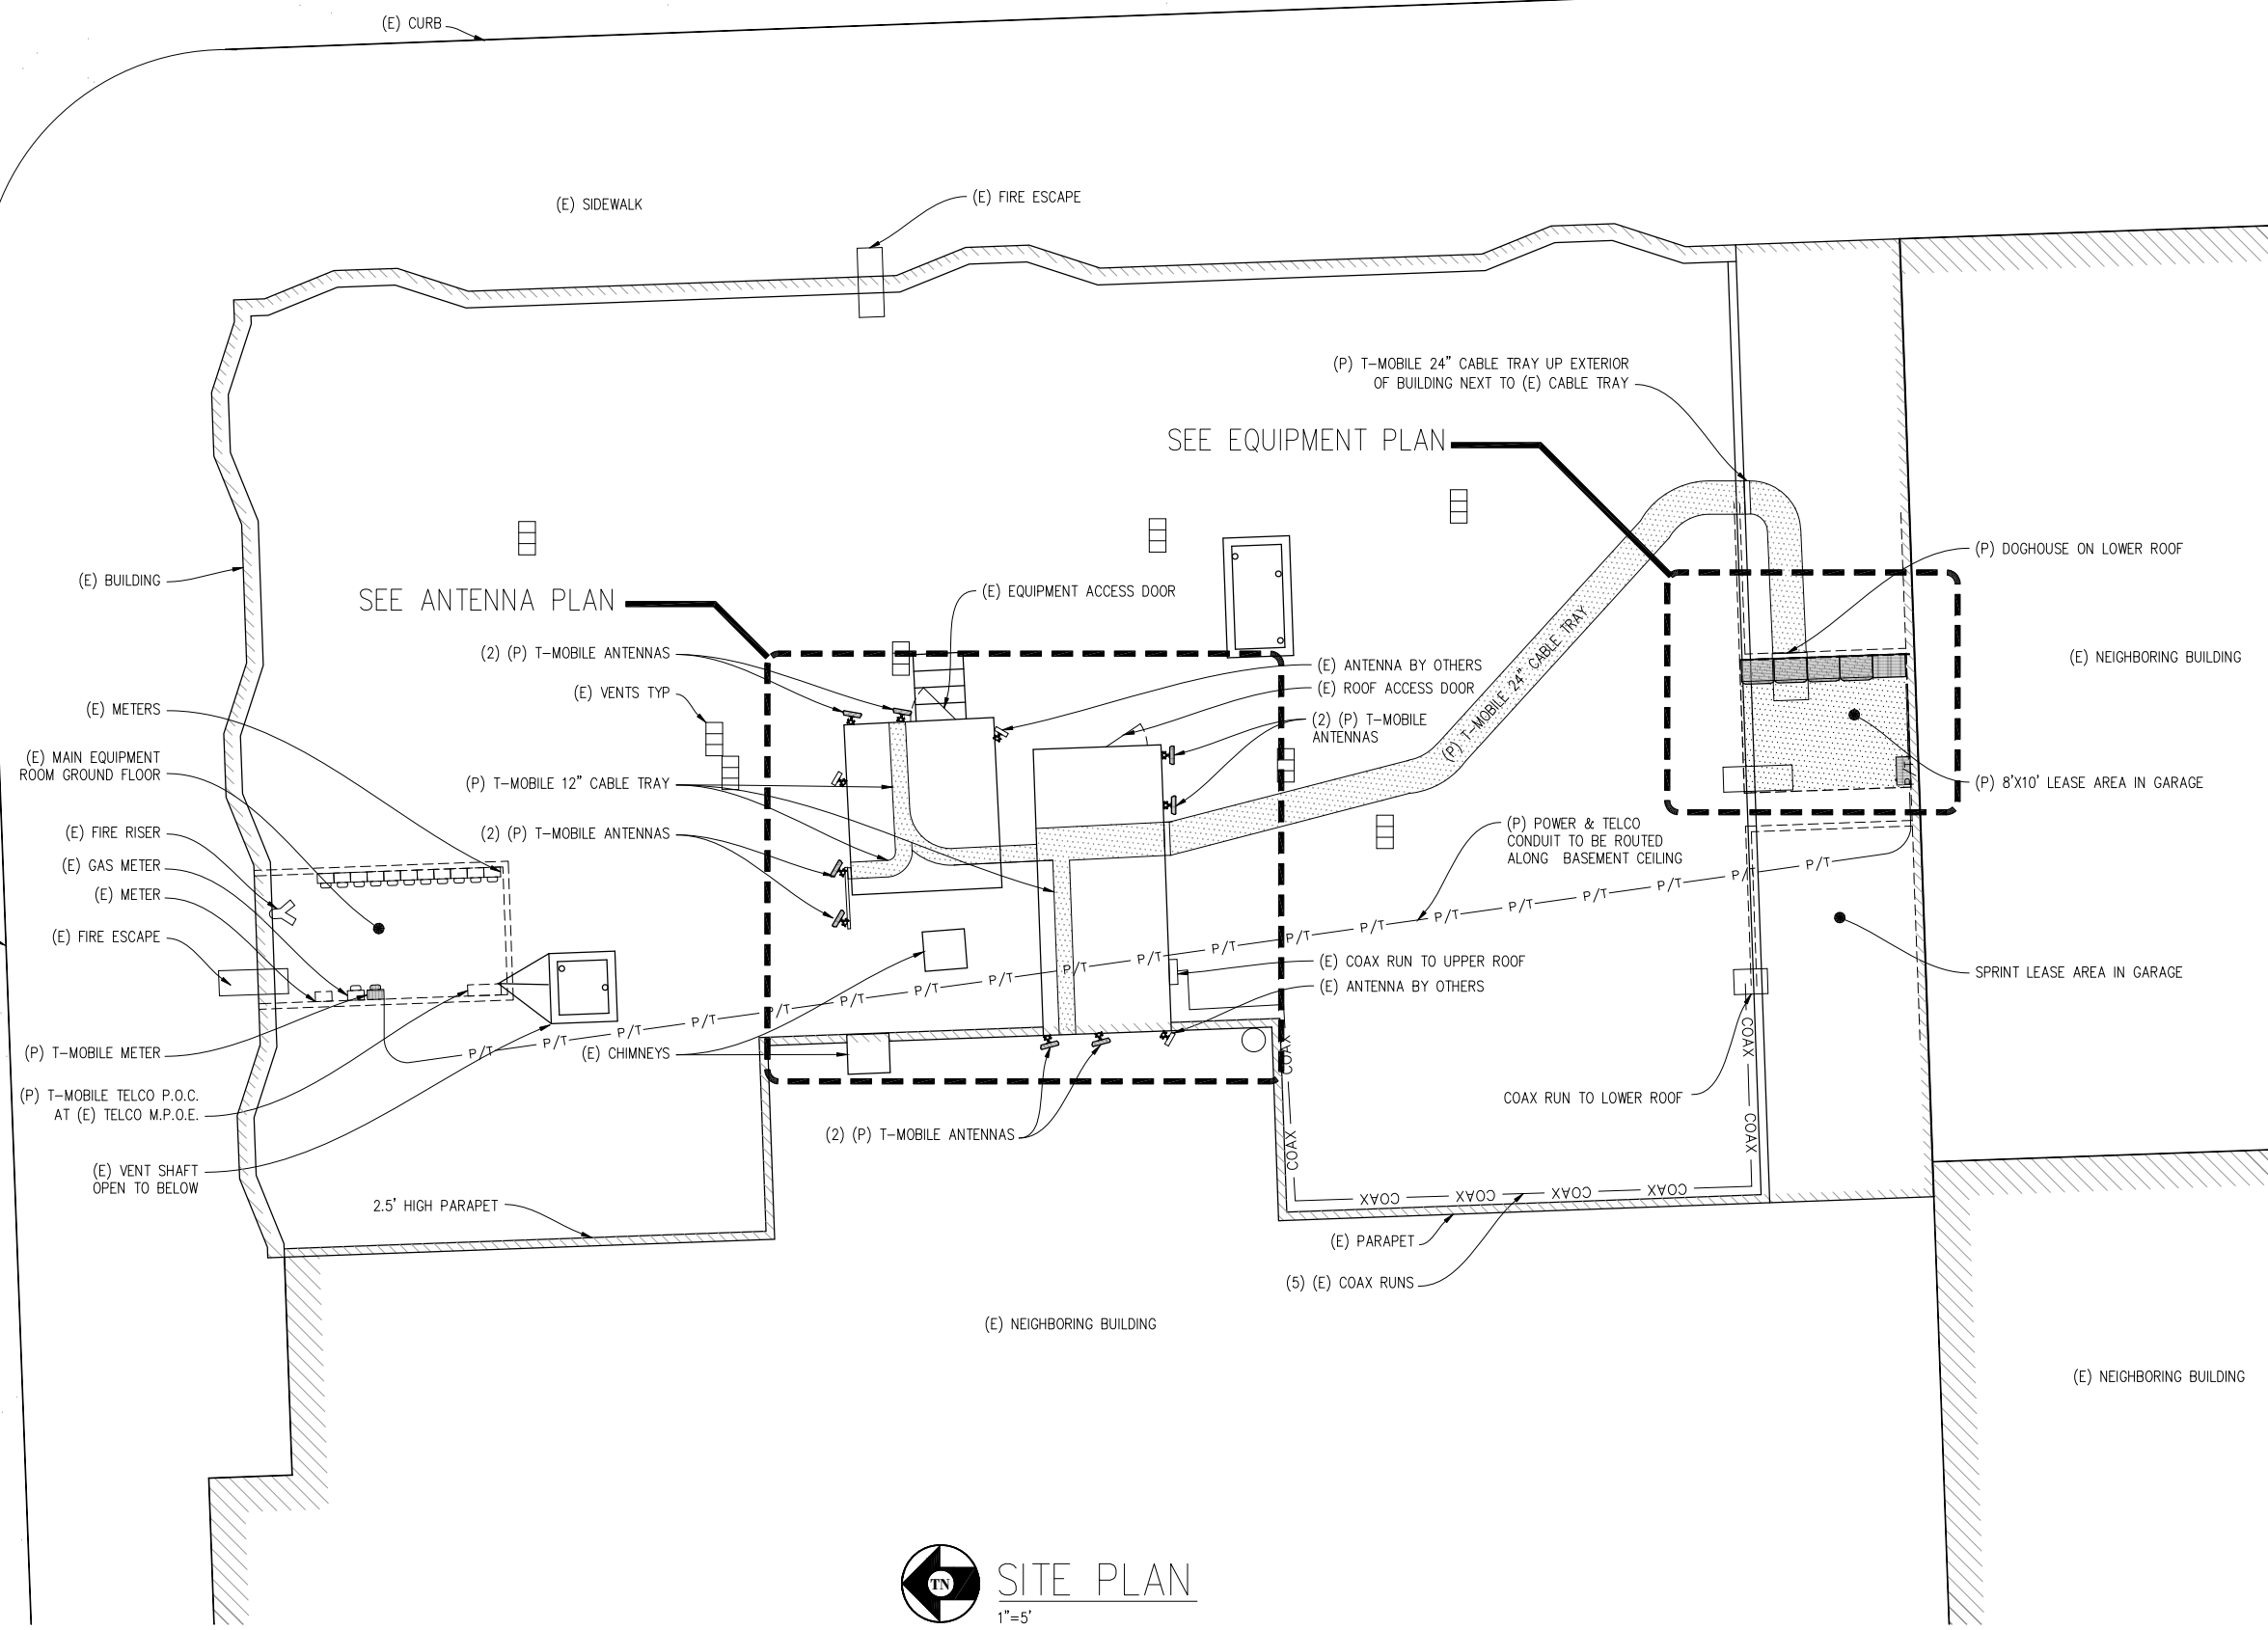 (E) CURB
(E) SIDEWALK
(E) FIRE ESCAPE
(P) T-MOBILE 24" CABLE TRAY UP EXTERIOR
OF BUILDING NEXT TO (E) CABLE TRAY
SEE EQUIPMENT PLAN
(P) DOGHOUSE ON LOWER ROOF
(E) BUILDING
SEE ANTENNA PLAN
(E) EQUIPMENT ACCESS DOOR
(2) (P) T-MOBILE ANTENNAS
(E) VENTS TYP
(E) ANTENNA BY OTHERS
(E) ROOF ACCESS DOOR
(2) (P) T-MOBILE
ANTENNAS
(P) T-MOBILE 24" CABLE TRAY
(E) NEIGHBORING BUILDING
(E) METERS
(E) MAIN EQUIPMENT
ROOM GROUND FLOOR
(P) T-MOBILE 12" CABLE TRAY
(P) 8'X10' LEASE AREA IN GARAGE
(E) FIRE RISER
(2) (P) T-MOBILE ANTENNAS
(P) POWER & TELCO
CONDUIT TO BE ROUTED
ALONG BASEMENT CEILING
(E) GAS METER
(E) METER
(E) FIRE ESCAPE
(E) COAX RUN TO UPPER ROOF
(E) ANTENNA BY OTHERS
SPRINT LEASE AREA IN GARAGE
P/T P/T P/T P/T P/T P/T P/T P/T P/T P/T P/T P/T P/T P/T P/T P/T P/T P/T P/T
(P) T-MOBILE METER
(E) CHIMNEYS
COAX
COAX
(P) T-MOBILE TELCO P.O.C.
AT (E) TELCO M.P.O.E.
COAX RUN TO LOWER ROOF
(2) (P) T-MOBILE ANTENNAS
COAX
COAX
(E) VENT SHAFT
OPEN TO BELOW
2.5' HIGH PARAPET
COAX COAX COAX COAX
(E) PARAPET
(5) (E) COAX RUNS
(E) NEIGHBORING BUILDING
(E) NEIGHBORING BUILDING
TN
SITE PLAN
1"=5'